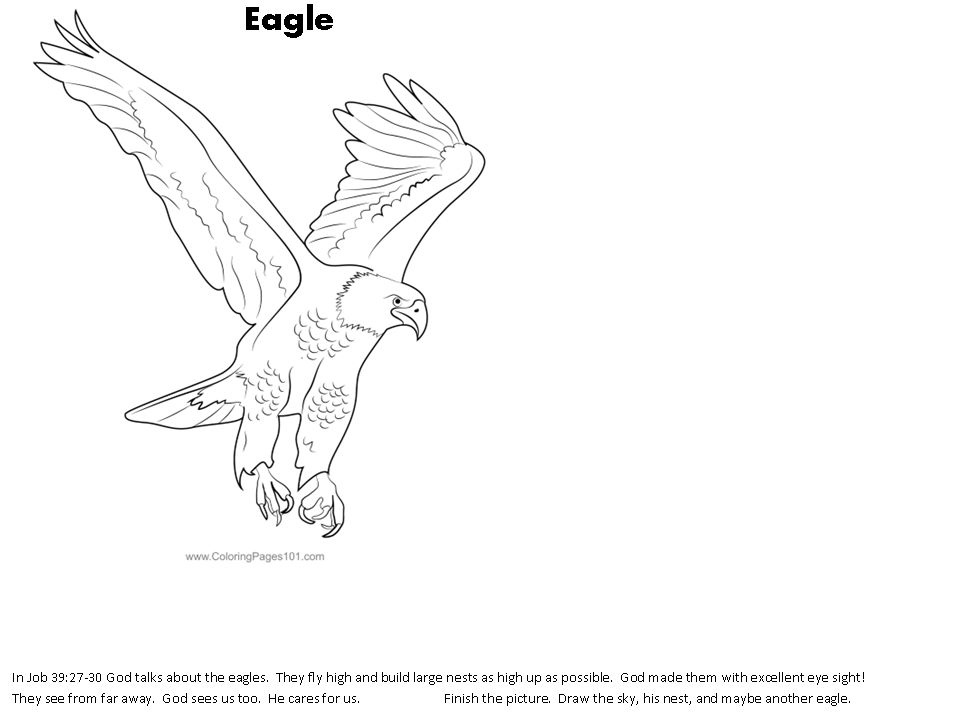 Eagle
www.ColoringPages101.com
In Job 39:27-30 God talks about the eagles.  They fly high and build large nests as high up as possible.  God made them with excellent eye sight!
They see from far away.  God sees us too.  He cares for us.  Finish the picture.  Draw the sky, his nest, and maybe another eagle.